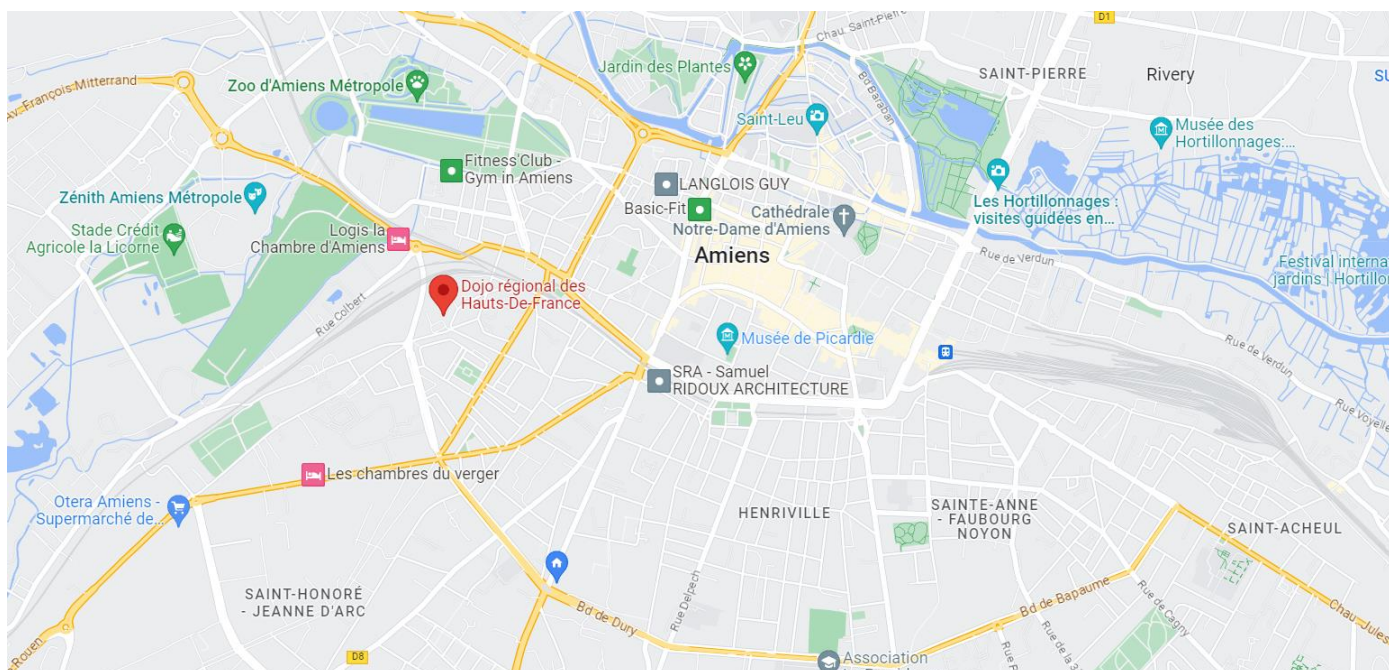 D1
Chau. Saint-Pierre
Av. François Mitterrand
Zoo d'Amiens Métropole
Jardin des Plantes
Bd Baraban
SAINT-PIERRE
Rivery
Saint-Leu
Musée des
Hortillonnages:...
Fitness Club -
Gym in Amiens
LANGLOIS GUY
Basic-Fit
Zénith Amiens Métropole
Stade Crédit
Agricole la Licorne
Logis la
Chambre d'Amiens
Cathédrale
Notre-Dame d'Amiens
Les Hortillonnages :
visites guidées en...
Amiens
Rue de Verdun
Festival interna
jardins | Hortillo
Dojo régional des
Hauts-De-France
Rue Colbert
Musée de Picardie
Rue de Verdun
SRA - Samuel
RIDOUX ARCHITECTURE
Rue Voyelle
Les chambres du verger
Otera Amiens -
Supermarché de...
HENRIVILLE
SAINTE-ANNE
- FAUBOURG
NOYON
SAINT-ACHEUL
SAINT-HONORÉ
- JEANNE D'ARC
Rue Delpech
Bd de Dury
Bd de Bapaume
Rue de Cagny
Chau. Jules
Rouen
D8
Association